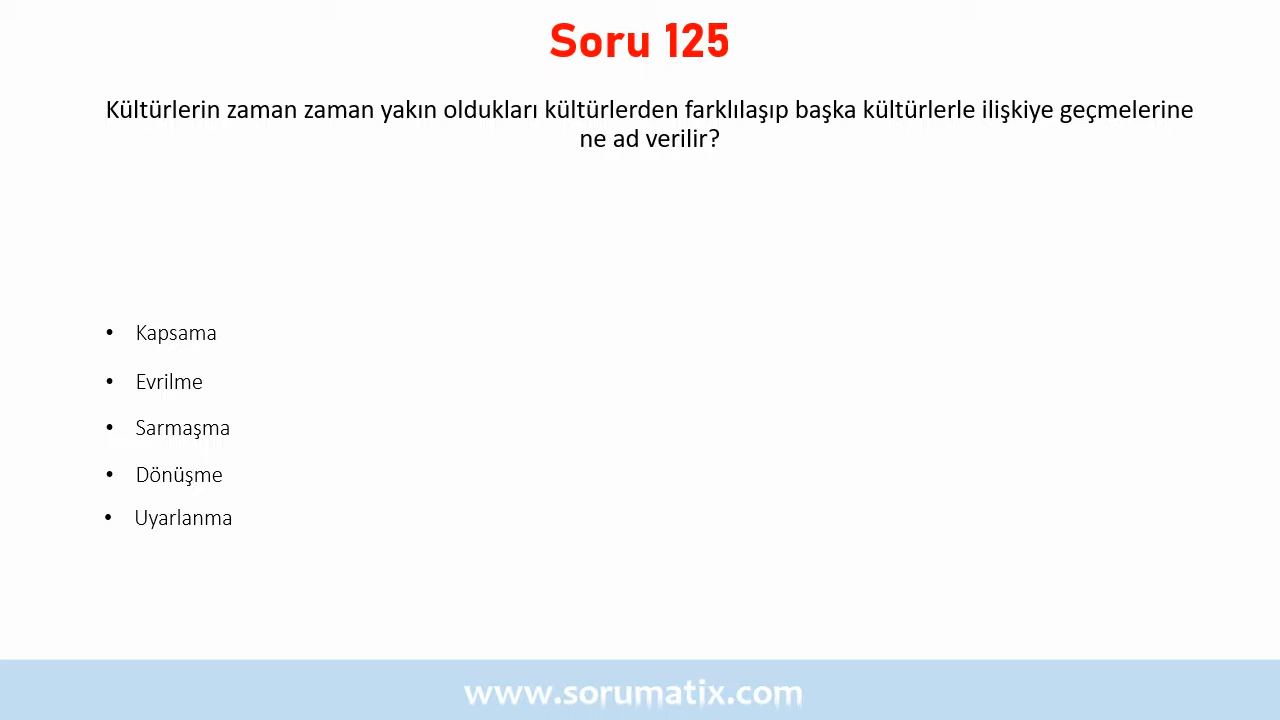 Soru 125
Kültürlerin zaman zaman yakın oldukları kültürlerden farklılaşıp başka kültürlerle ilişkiye geçmelerine
ne ad verilir?
• Kapsama
• Evrilme
• Sarmaşma
• Dönüşme
• Uyarlanma
www.sorumatix.com